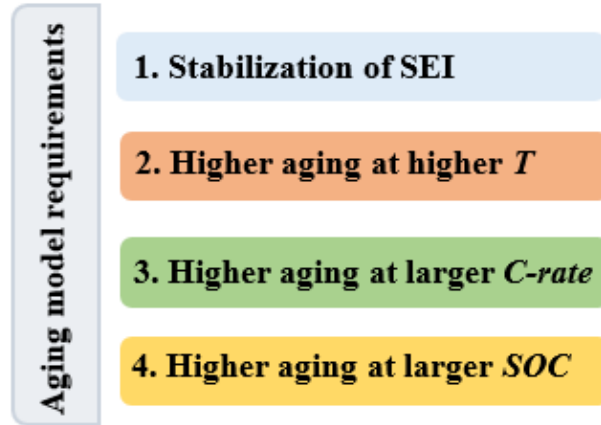 Aging model requirements
1. Stabilization of SEI
2. Higher aging at higher T
3. Higher aging at larger C-rate
4. Higher aging at larger SOC